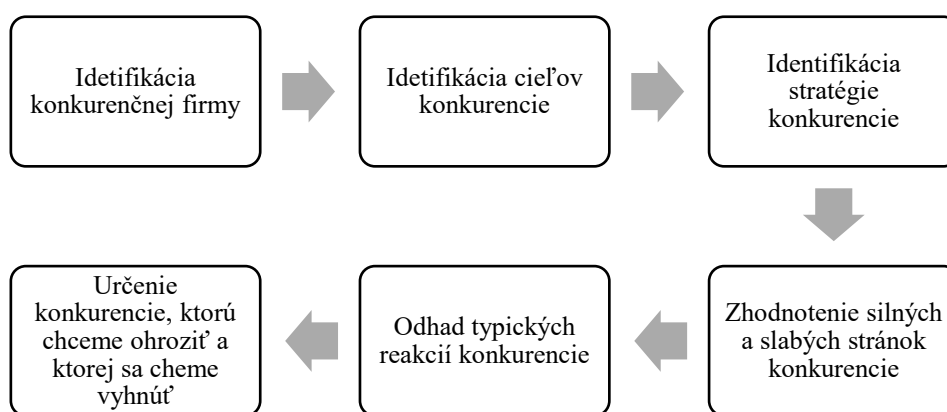 Idetifikácia
konkurenčnej firmy
Idetifikácia cieľov
konkurencie
Identifikácia
stratégie
konkurencie
Zhodnotenie silných
a slabých stránok
konkurencie
Odhad typických
reakcií konkurencie
Určenie
konkurencie, ktorú
chceme ohroziť a
ktorej sa cheme
vyhnúť